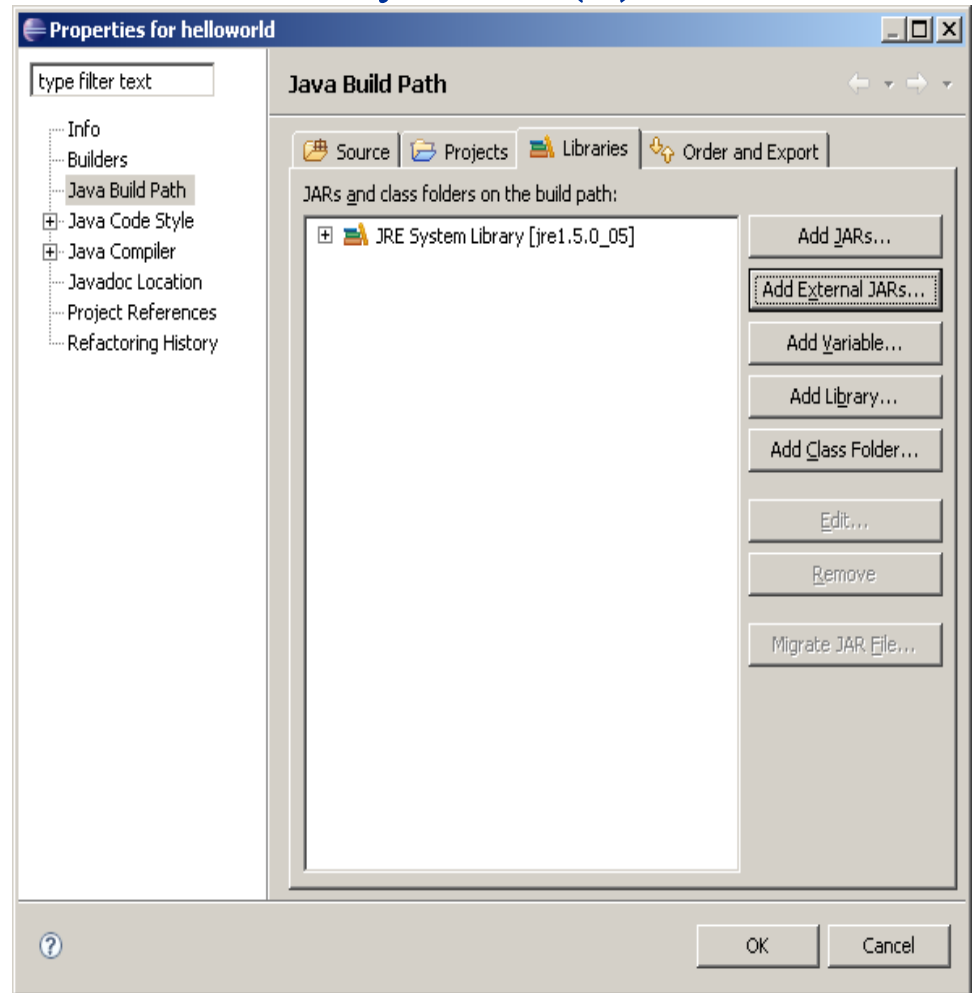 Properties for helloworld
type filter text
Java Build Path
Info
Builders
Java Build Path
Java Code Style
Java Compiler
Javadoc Location
Project References
Refactoring History
Source
Projects
Libraries
Order and Export
JARs and class folders on the build path:
JRE System Library [jre1.5.0_05]
Add JARs...
Add External JARs...
Add Variable...
Add Library...
Add Class Folder...
Edit...
Remove
Migrate JAR File...
OK
Cancel